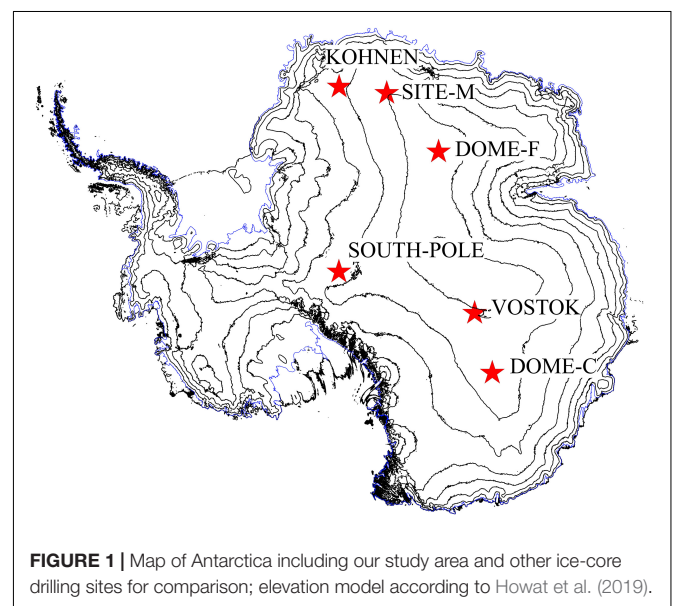 KOHNEN
SITE-M
DOME-F
SOUTH-POLE
VOSTOK
DOME-C
FIGURE 1 | Map of Antarctica including our study area and other ice-core
drilling sites for comparison; elevation model according to Howat et al. (2019).